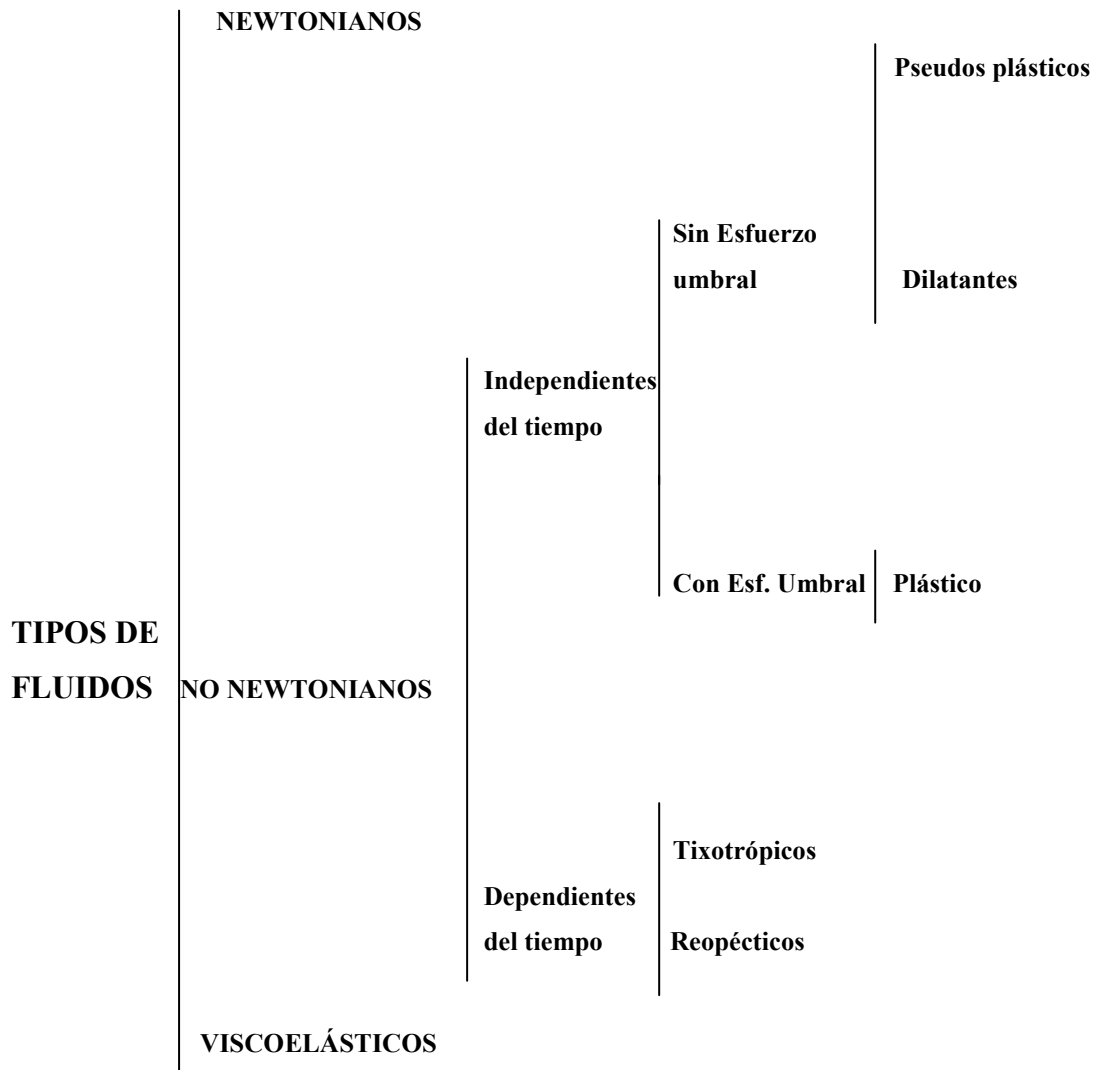 NEWTONIANOS
Pseudos plásticos
Sin Esfuerzo
umbral
Dilatantes
Independientes
del tiempo
Con Esf. Umbral
Plástico
TIPOS DE
FLUIDOS
NO NEWTONIANOS
Tixotrópicos
Dependientes
del tiempo
Reopécticos
VISCOELÁSTICOS